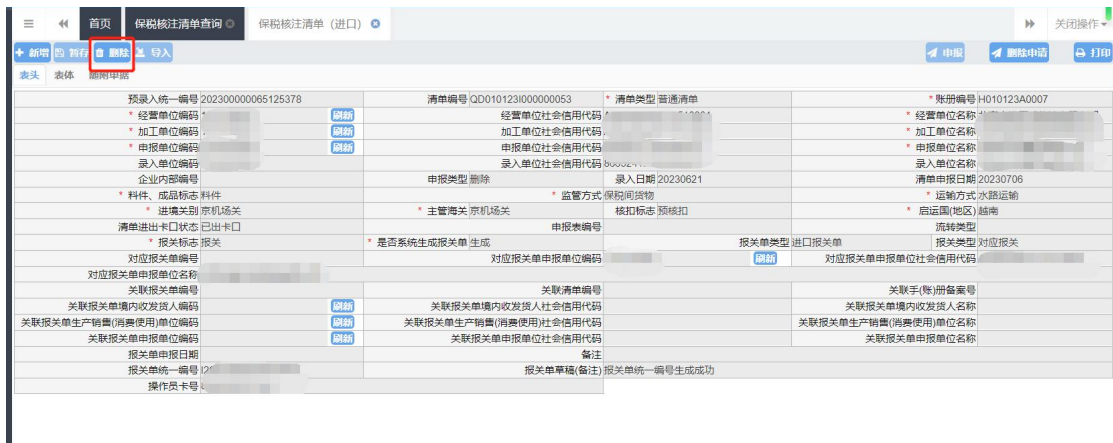 首页 保税核注清单查询 保税核注清单（进口） 关闭操作
新增 暂存 删除 导入 申报 删除申请 打印
表头 表体 随附单据
预录入统一编号 202300000065125378 清单编号 QD010123I000000053 * 清单类型 普通清单 * 账册编号 H010123A0007
* 经营单位编码 刷新 经营单位社会信用代码 * 经营单位名称
* 加工单位编码 刷新 加工单位社会信用代码 * 加工单位名称
* 申报单位编码 刷新 申报单位社会信用代码 * 申报单位名称
录入单位编码 录入单位社会信用代码 录入单位名称
企业内部编号 申报类型 删除 录入日期 20230621 清单申报日期 20230706
* 料件、成品标志 料件 * 监管方式 保税间货物 * 运输方式 水路运输
* 进境关别 京机场关 * 主管海关 京机场关 核扣标志 预核扣 * 启运国(地区) 越南
清单进出卡口状态 已出卡口 申报表编号 流转类型
* 报关标志 报关 * 是否系统生成报关单 生成 报关单类型 进口报关单 报关类型 对应报关
对应报关单编号 对应报关单申报单位编码 刷新 对应报关单申报单位社会信用代码
对应报关单申报单位名称
关联报关单编号 关联清单编号 关联手(账)册备案号
关联报关单境内收发货人编码 刷新 关联报关单境内收发货人社会信用代码 关联报关单境内收发货人名称
关联报关单生产销售(消费使用)单位编码 刷新 关联报关单生产销售(消费使用)社会信用代码 关联报关单生产销售(消费使用)单位名称
关联报关单申报单位编码 刷新 关联报关单申报单位社会信用代码 关联报关单申报单位名称
报关单申报日期 备注
报关单统一编号 报关单草稿(备注) 报关单统一编号生成成功
操作员卡号